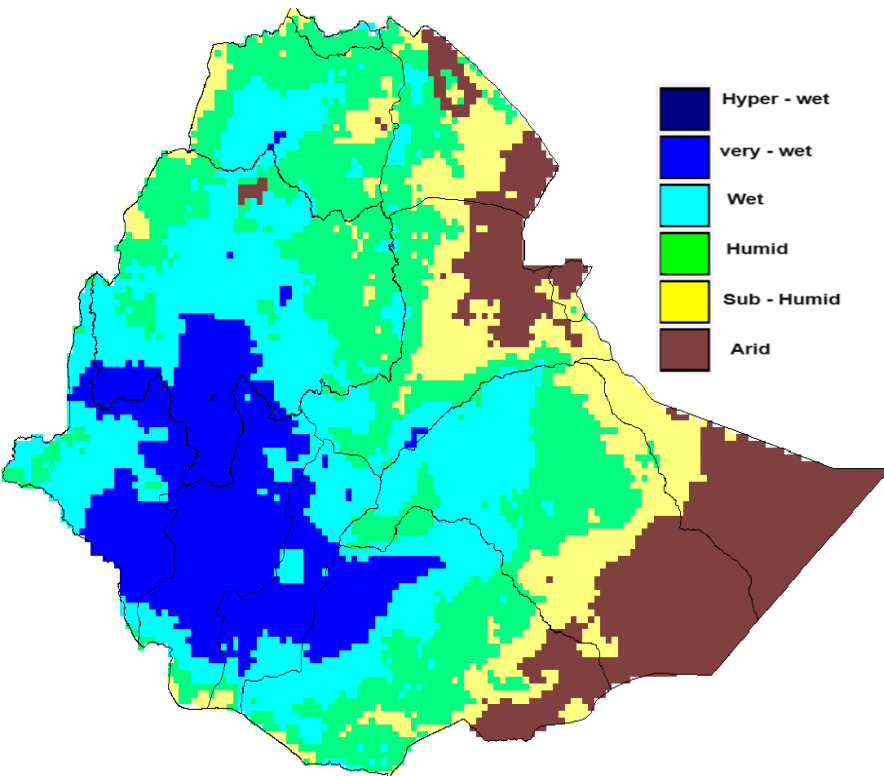 Hyper - wet
very - wet
Wet
Humid
Sub - Humid
Arid